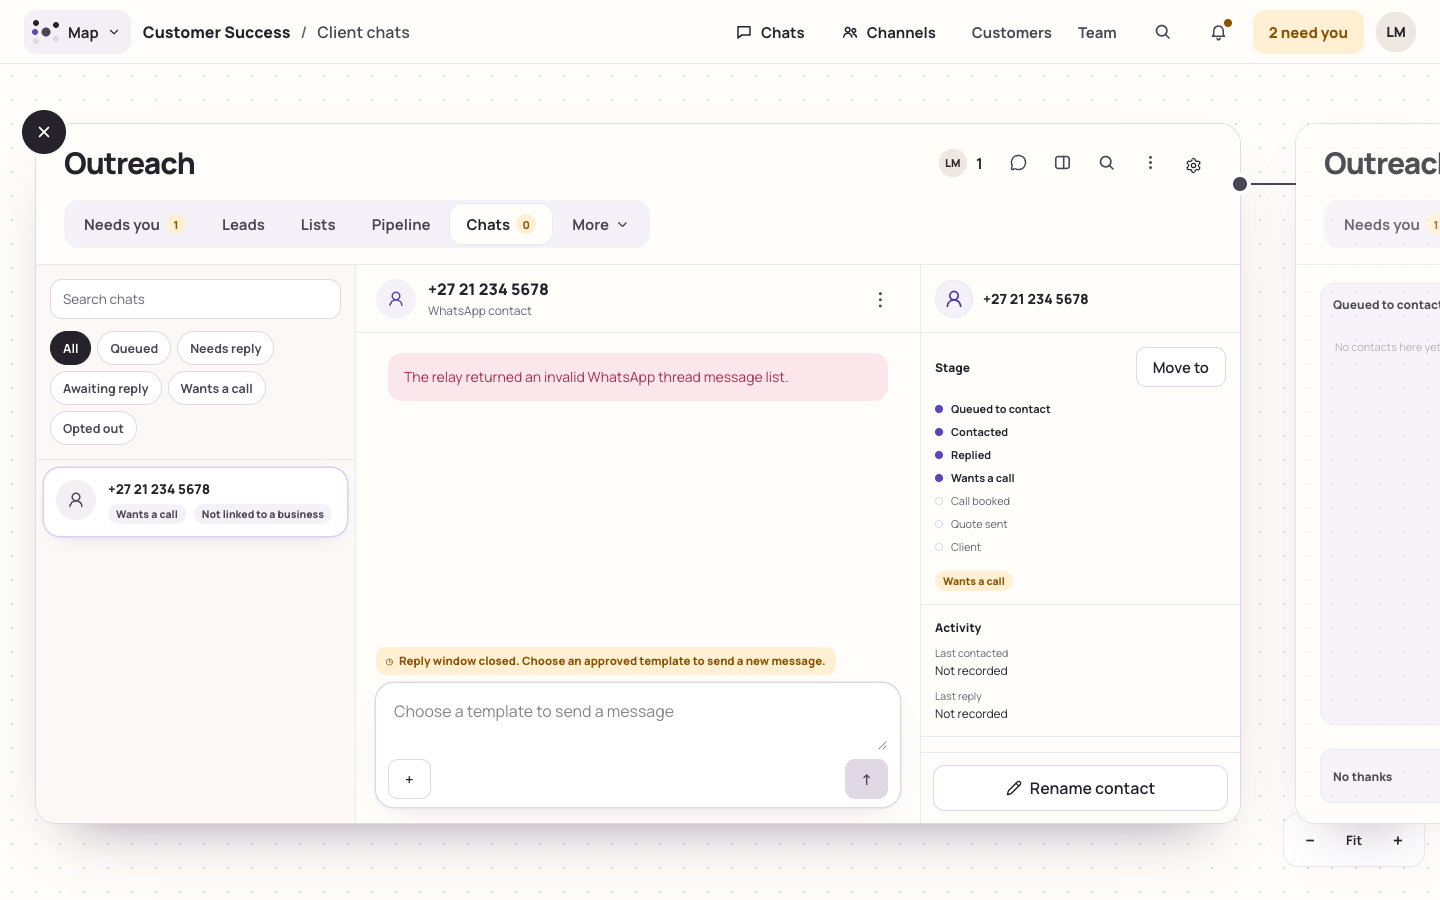 Map
Customer Success / Client chats
Chats
Channels
Customers
Team
2 need you
LM
Outreach
LM 1
Needs you 1
Leads
Lists
Pipeline
Chats 0
More
Search chats
All
Queued
Needs reply
Awaiting reply
Wants a call
Opted out
+27 21 234 5678
Wants a call
Not linked to a business
+27 21 234 5678
WhatsApp contact
The relay returned an invalid WhatsApp thread message list.
Reply window closed. Choose an approved template to send a new message.
Choose a template to send a message
+
+27 21 234 5678
Stage
Move to
Queued to contact
Contacted
Replied
Wants a call
Call booked
Quote sent
Client
Wants a call
Activity
Last contacted
Not recorded
Last reply
Not recorded
Rename contact
Needs you 1
Queued to contact
No contacts here yet
No thanks
− Fit +